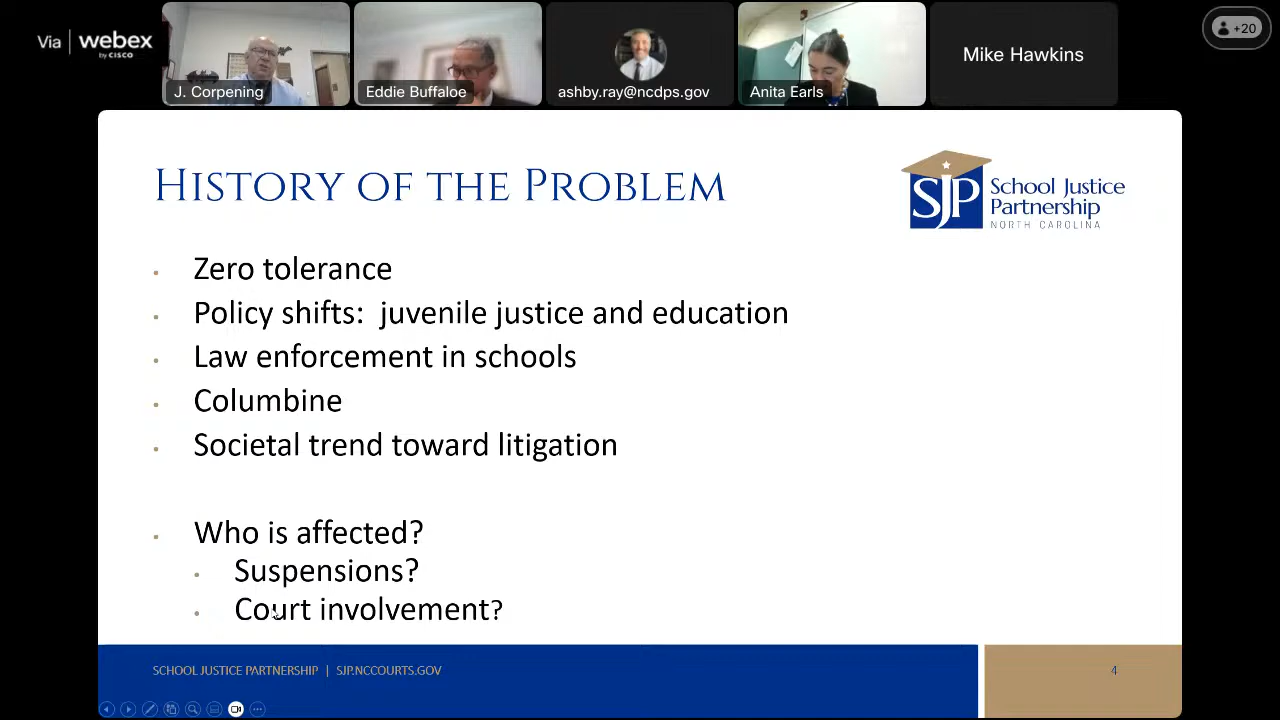 Via webex
by CISCO
J. Corpening
Eddie Buffaloe
ashby.ray@ncdps.gov
Anita Earls
Mike Hawkins
+20
HISTORY OF THE PROBLEM
SJP School Justice
Partnership
NORTH CAROLINA
Zero tolerance
Policy shifts: juvenile justice and education
Law enforcement in schools
Columbine
Societal trend toward litigation
Who is affected?
Suspensions?
Court involvement?
SCHOOL JUSTICE PARTNERSHIP | SJP.NCCOURTS.GOV
4